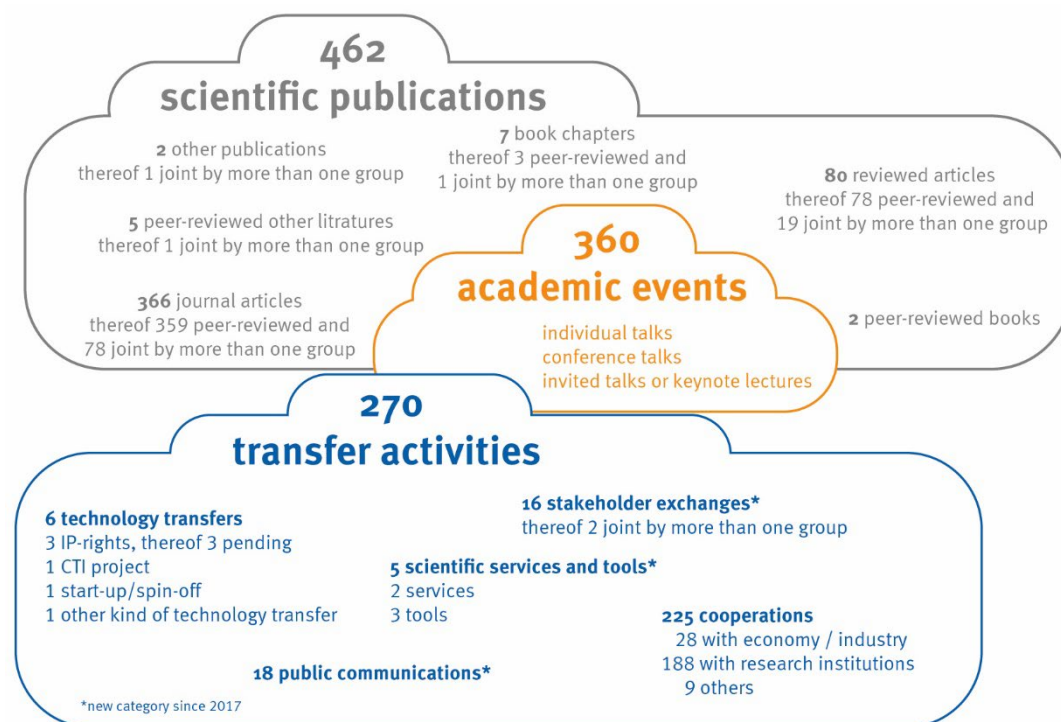 462
scientific publications
2 other publications
thereof 1 joint by more than one group
7 book chapters
thereof 3 peer-reviewed and
1 joint by more than one group
80 reviewed articles
thereof 78 peer-reviewed and
19 joint by more than one group
5 peer-reviewed other litratures
thereof 1 joint by more than one group
366 journal articles
thereof 359 peer-reviewed and
78 joint by more than one group
2 peer-reviewed books
360
academic events
individual talks
conference talks
invited talks or keynote lectures
270
transfer activities
6 technology transfers
3 IP-rights, thereof 3 pending
1 CTI project
1 start-up/spin-off
1 other kind of technology transfer
16 stakeholder exchanges*
thereof 2 joint by more than one group
5 scientific services and tools*
2 services
3 tools
225 cooperations
28 with economy / industry
188 with research institutions
9 others
18 public communications*
*new category since 2017